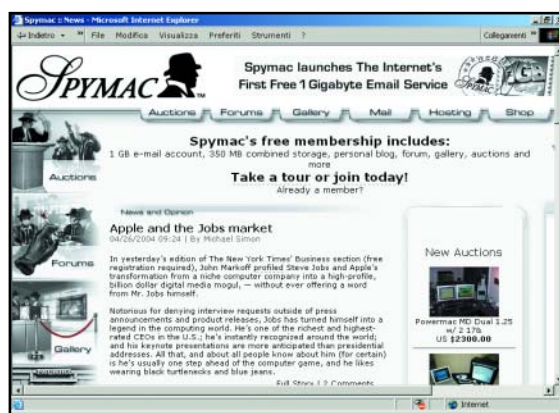 Spymac :: News - Microsoft Internet Explorer
Indietro File Modifica Visualizza Preferiti Strumenti ? Collegamenti
SPYMAC™
Spymac launches The Internet's
First Free 1 Gigabyte Email Service
Auctions Forums Gallery Mail Hosting Shop
Spymac's free membership includes:
1 GB e-mail account, 350 MB combined storage, personal blog, forum, gallery, auctions and
more
Take a tour or join today!
Already a member?
Auctions
Forums
Gallery
News and Opinion
Apple and the Jobs market
04/26/2004 09:24 | By Michael Simon
In yesterday's edition of The New York Times' Business section (free
registration required), John Markoff profiled Steve Jobs and Apple's
transformation from a niche computer company into a high-profile,
billion dollar digital media mogul, — without ever offering a word
from Mr. Jobs himself.
Notorious for denying interview requests outside of press
announcements and product releases, Jobs has turned himself into a
legend in the computing world. He's one of the richest and highest-
rated CEOs in the U.S.; he's instantly recognized around the world;
and his keynote presentations are more anticipated than presidential
addresses. All that, and about all people know about him (for certain)
is he's usually one step ahead of the computer game, and he likes
wearing black turtlenecks and blue jeans.
Full Story | 2 Comments
New Auctions
Powermac MD Dual 1.25
w/ 2 17&
US $2300.00
Internet